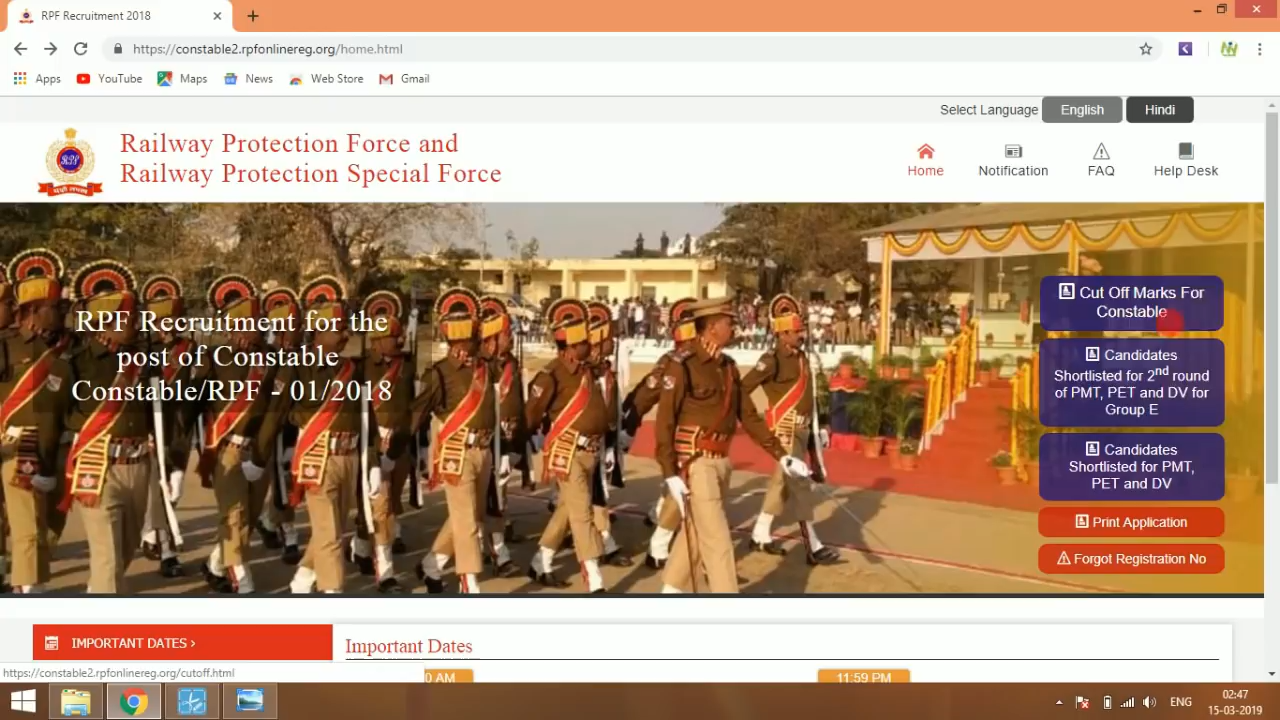 RPF Recruitment 2018
https://constable2.rpfonlinereg.org/home.html
Apps YouTube Maps News Web Store Gmail
Select Language English Hindi
Railway Protection Force and
Railway Protection Special Force
RPF
Home Notification FAQ Help Desk
RPF Recruitment for the
post of Constable
Constable/RPF - 01/2018
Cut Off Marks For
Constable
Candidates
Shortlisted for 2nd round
of PMT, PET and DV for
Group E
Candidates
Shortlisted for PMT,
PET and DV
Print Application
Forgot Registration No
IMPORTANT DATES ›
Important Dates
0 AM 11:59 PM
https://constable2.rpfonlinereg.org/cutoff.html
ENG
02:47
15-03-2019